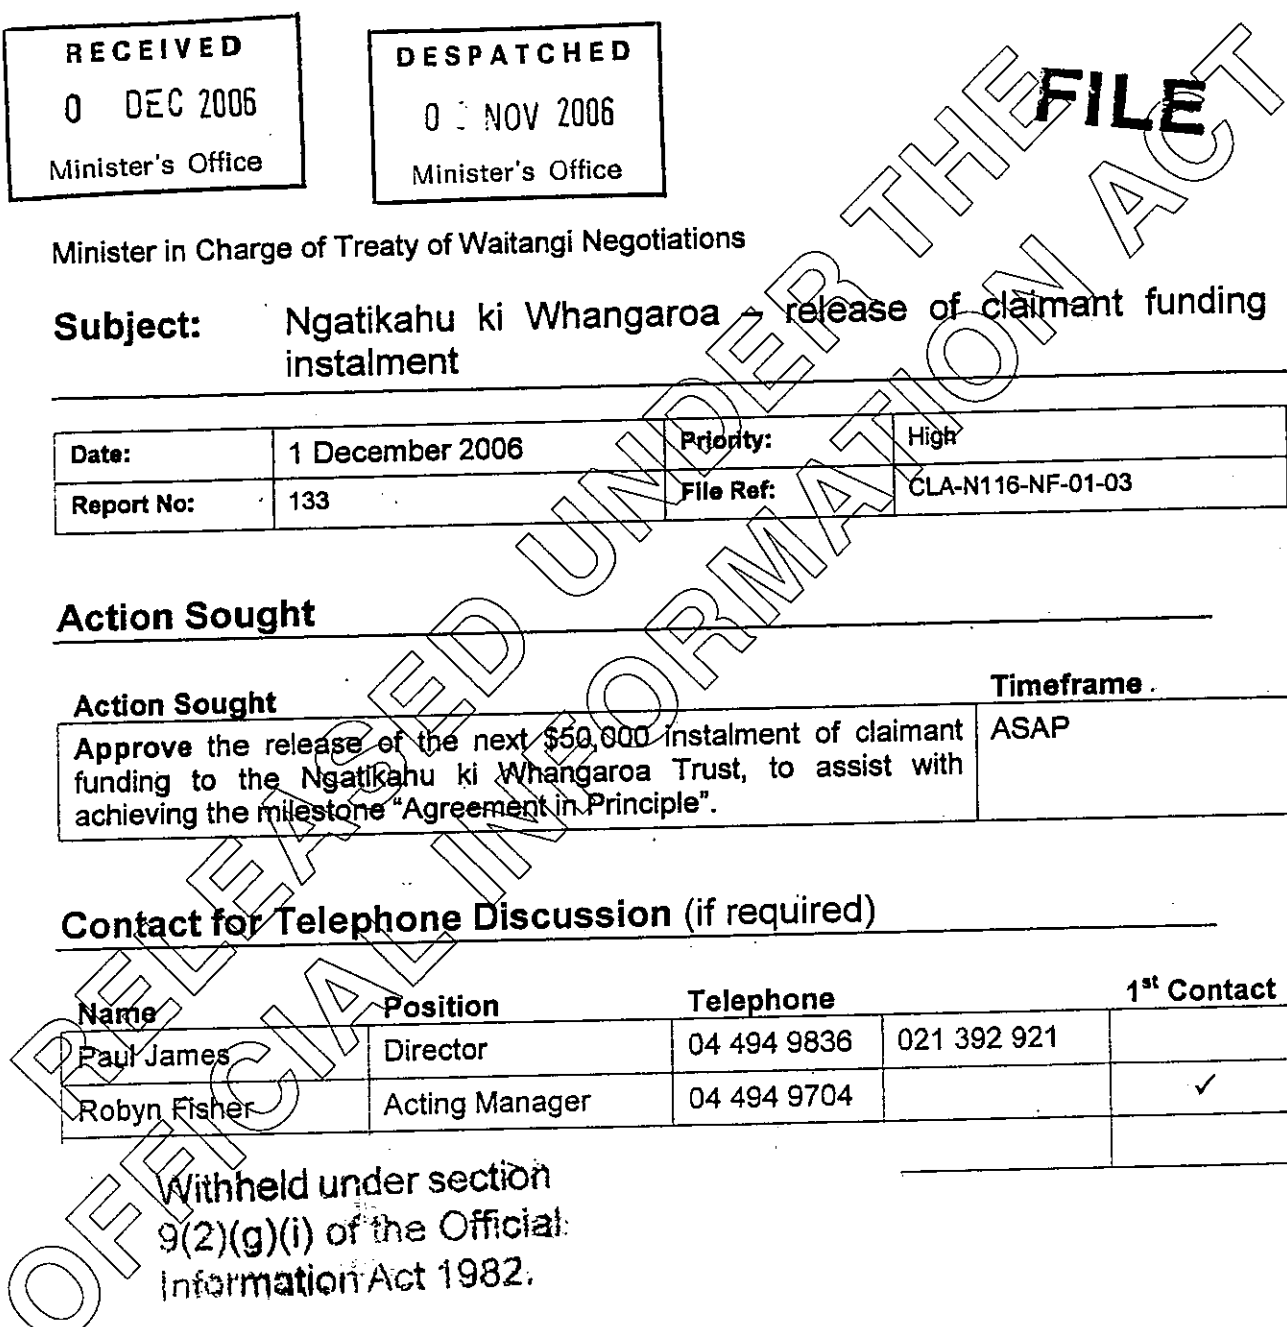 RECEIVED
0 DEC 2006
Minister's Office
DESPATCHED
0 NOV 2006
Minister's Office
FILE
RELEASED UNDER THE
OFFICIAL INFORMATION ACT
Minister in Charge of Treaty of Waitangi Negotiations
Subject: Ngatikahu ki Whangaroa – release of claimant funding
instalment
Date: 1 December 2006 Priority: High
Report No: 133 File Ref: CLA-N116-NF-01-03
Action Sought
Action Sought Timeframe
Approve the release of the next $50,000 instalment of claimant ASAP
funding to the Ngatikahu ki Whangaroa Trust, to assist with
achieving the milestone “Agreement in Principle”.
Contact for Telephone Discussion (if required)
Name Position Telephone 1st Contact
Paul James Director 04 494 9836 021 392 921
Robyn Fisher Acting Manager 04 494 9704 ✓
Withheld under section
9(2)(g)(i) of the Official
Information Act 1982.